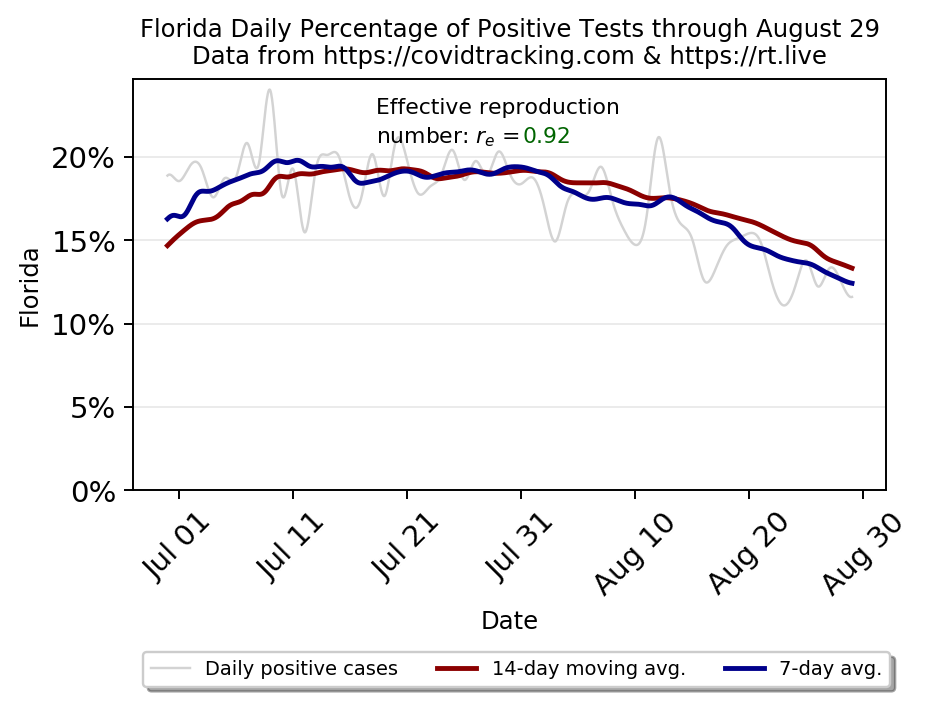 Florida Daily Percentage of Positive Tests through August 29
Data from https://covidtracking.com & https://rt.live
Effective reproduction
number: rₑ =0.92
20%
15%
10%
5%
0%
Florida
Jul 01
Jul 11
Jul 21
Jul 31
Aug 10
Aug 20
Aug 30
Date
Daily positive cases
14-day moving avg.
7-day avg.